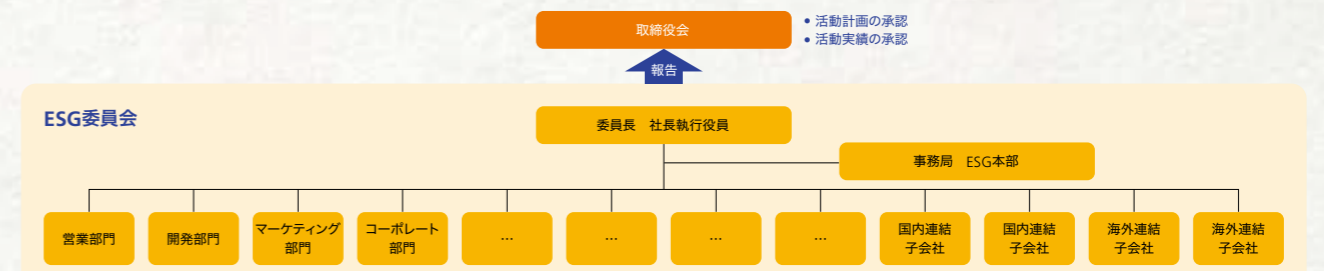 取締役会
• 活動計画の承認
• 活動実績の承認
報告
ESG委員会
委員長　社長執行役員
事務局　ESG本部
営業部門
開発部門
マーケティング
部門
コーポレート
部門
…
…
…
…
国内連結
子会社
国内連結
子会社
海外連結
子会社
海外連結
子会社